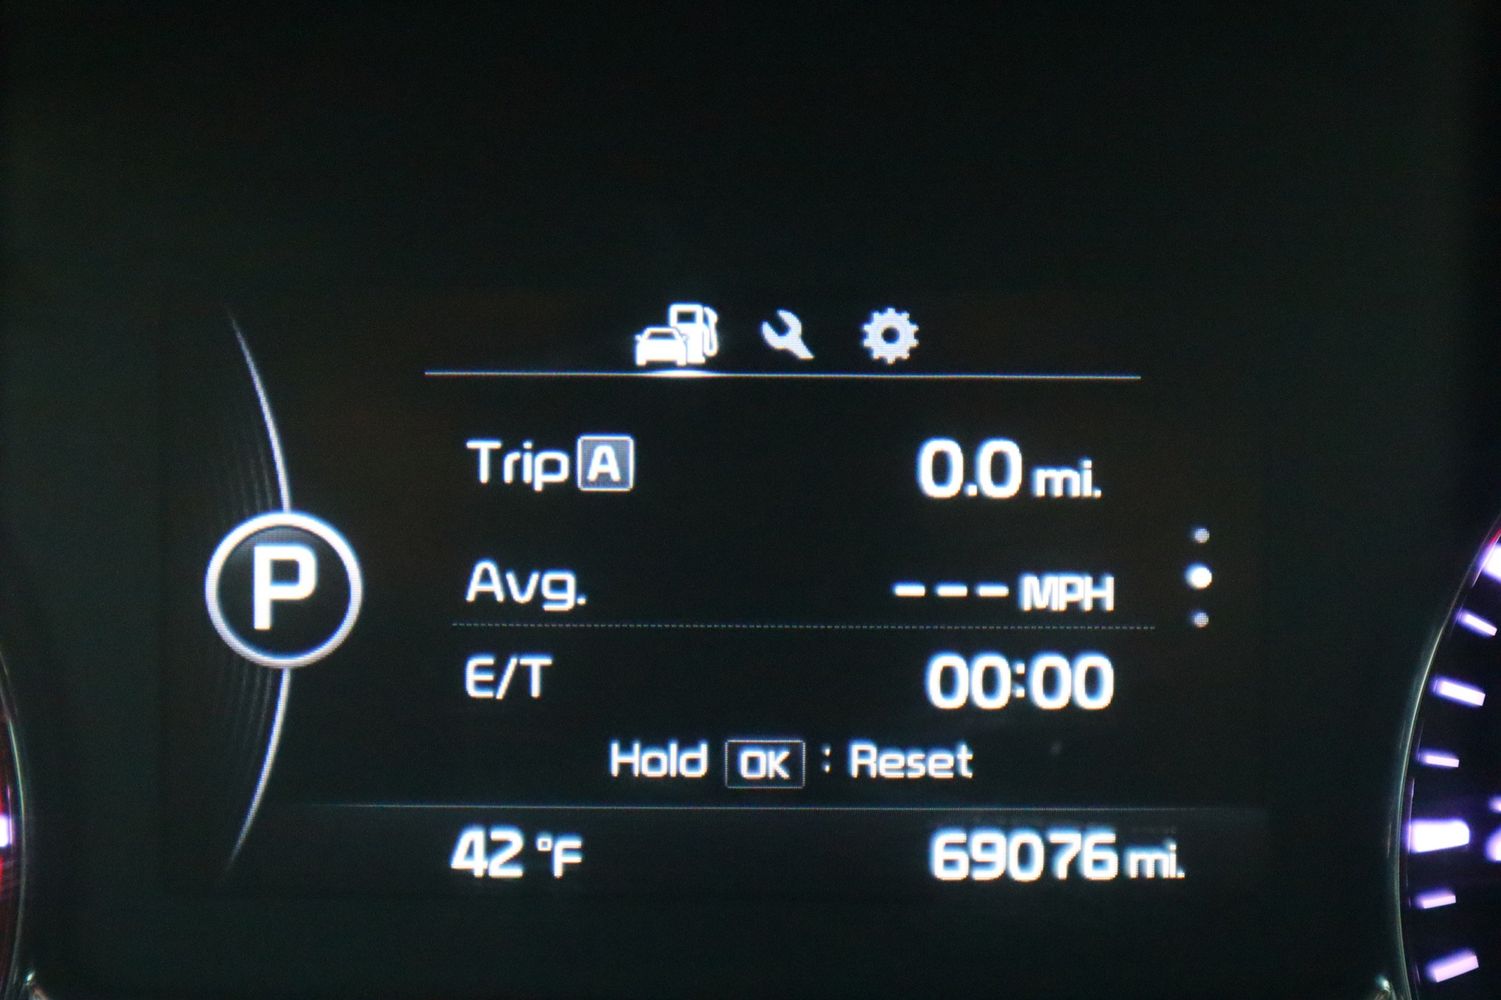 Trip A 0.0 mi.
Avg. --- MPH
P
E/T 00:00
Hold OK : Reset
42 °F 69076 mi.